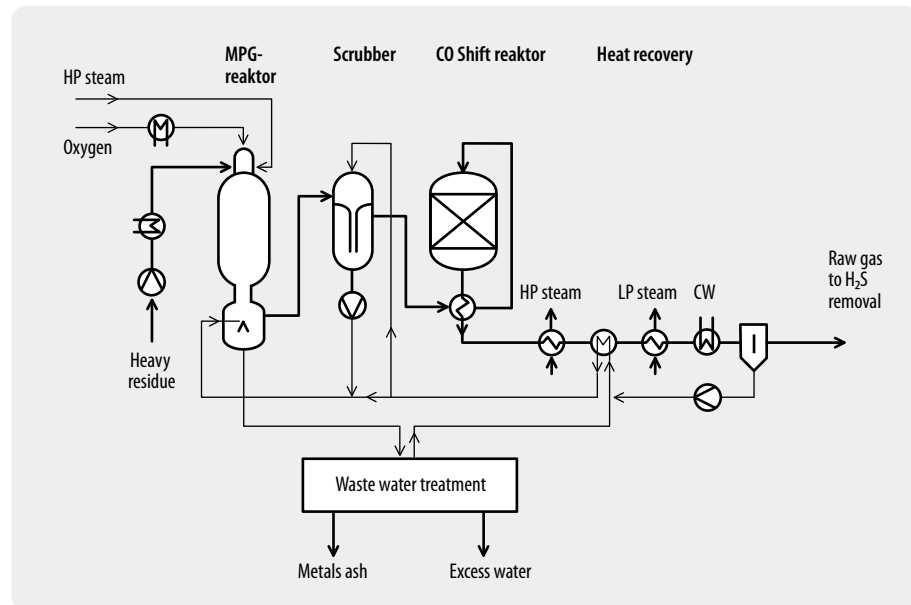 MPG-
reaktor
Scrubber
CO Shift reaktor
Heat recovery
HP steam
Oxygen
Heavy
residue
HP steam
LP steam
CW
Raw gas
to H₂S
removal
Waste water treatment
Metals ash
Excess water